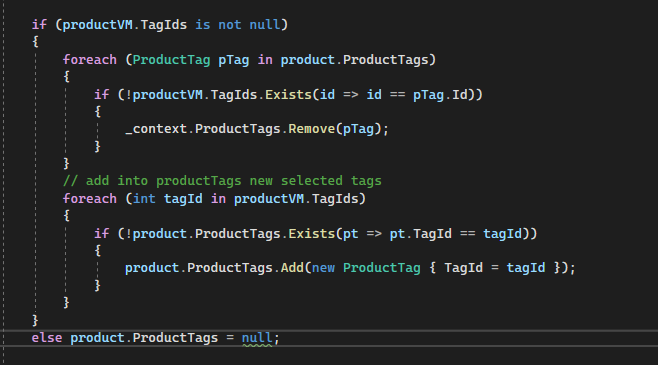 if (productVM.TagIds is not null)
{
foreach (ProductTag pTag in product.ProductTags)
{
if (!productVM.TagIds.Exists(id => id == pTag.Id))
{
_context.ProductTags.Remove(pTag);
}
}
// add into productTags new selected tags
foreach (int tagId in productVM.TagIds)
{
if (!product.ProductTags.Exists(pt => pt.TagId == tagId))
{
product.ProductTags.Add(new ProductTag { TagId = tagId });
}
}
}
else product.ProductTags = null;